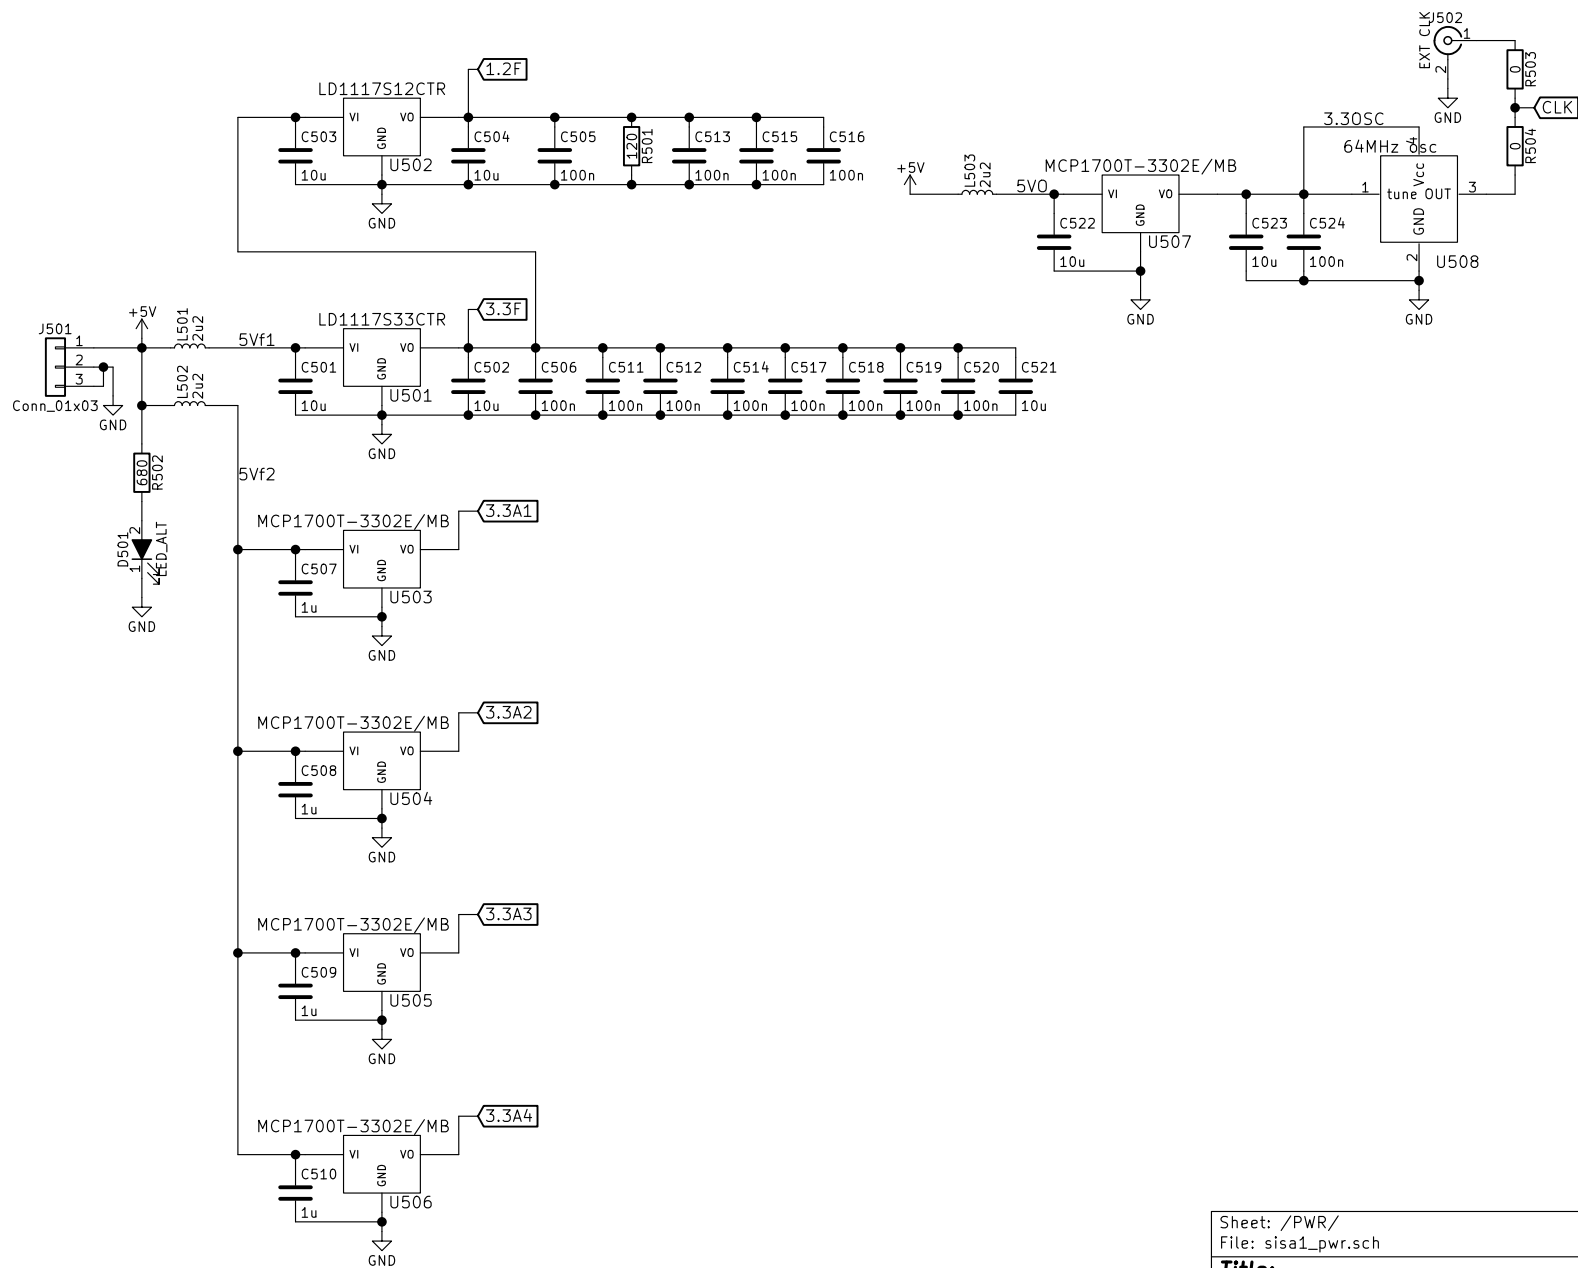 LD1117S12CTR
1.2F
VI
VO
GND
U502
C503
10u
C504
10u
C505
100n
120
R501
C513
100n
C515
100n
C516
100n
GND
EXT CLK
J502
1
2
GND
0
R503
CLK
0
R504
+5V
L503
2u2
5VO
MCP1700T-3302E/MB
VI
VO
GND
U507
C522
10u
GND
3.3OSC
64MHz osc
C523
10u
C524
100n
1
tune
OUT
3
Vcc
4
GND
2
U508
GND
J501
1
2
3
Conn_01x03
GND
+5V
L501
2u2
5Vf1
L502
2u2
LD1117S33CTR
3.3F
VI
VO
GND
U501
C501
10u
C502
10u
C506
100n
C511
100n
C512
100n
C514
100n
C517
100n
C518
100n
C519
100n
C520
100n
C521
10u
GND
680
R502
5Vf2
D501
2
1
LED_ALT
GND
MCP1700T-3302E/MB
3.3A1
VI
VO
GND
C507
1u
U503
GND
MCP1700T-3302E/MB
3.3A2
VI
VO
GND
C508
1u
U504
GND
MCP1700T-3302E/MB
3.3A3
VI
VO
GND
C509
1u
U505
GND
MCP1700T-3302E/MB
3.3A4
VI
VO
GND
C510
1u
U506
GND
Sheet: /PWR/
File: sisa1_pwr.sch
Title: